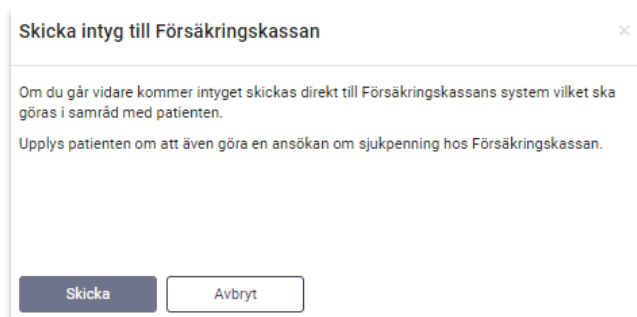 Skicka intyg till Försäkringskassan
Om du går vidare kommer intyget skickas direkt till Försäkringskassans system vilket ska
göras i samråd med patienten.
Upplys patienten om att även göra en ansökan om sjukpenning hos Försäkringskassan.
Skicka
Avbryt